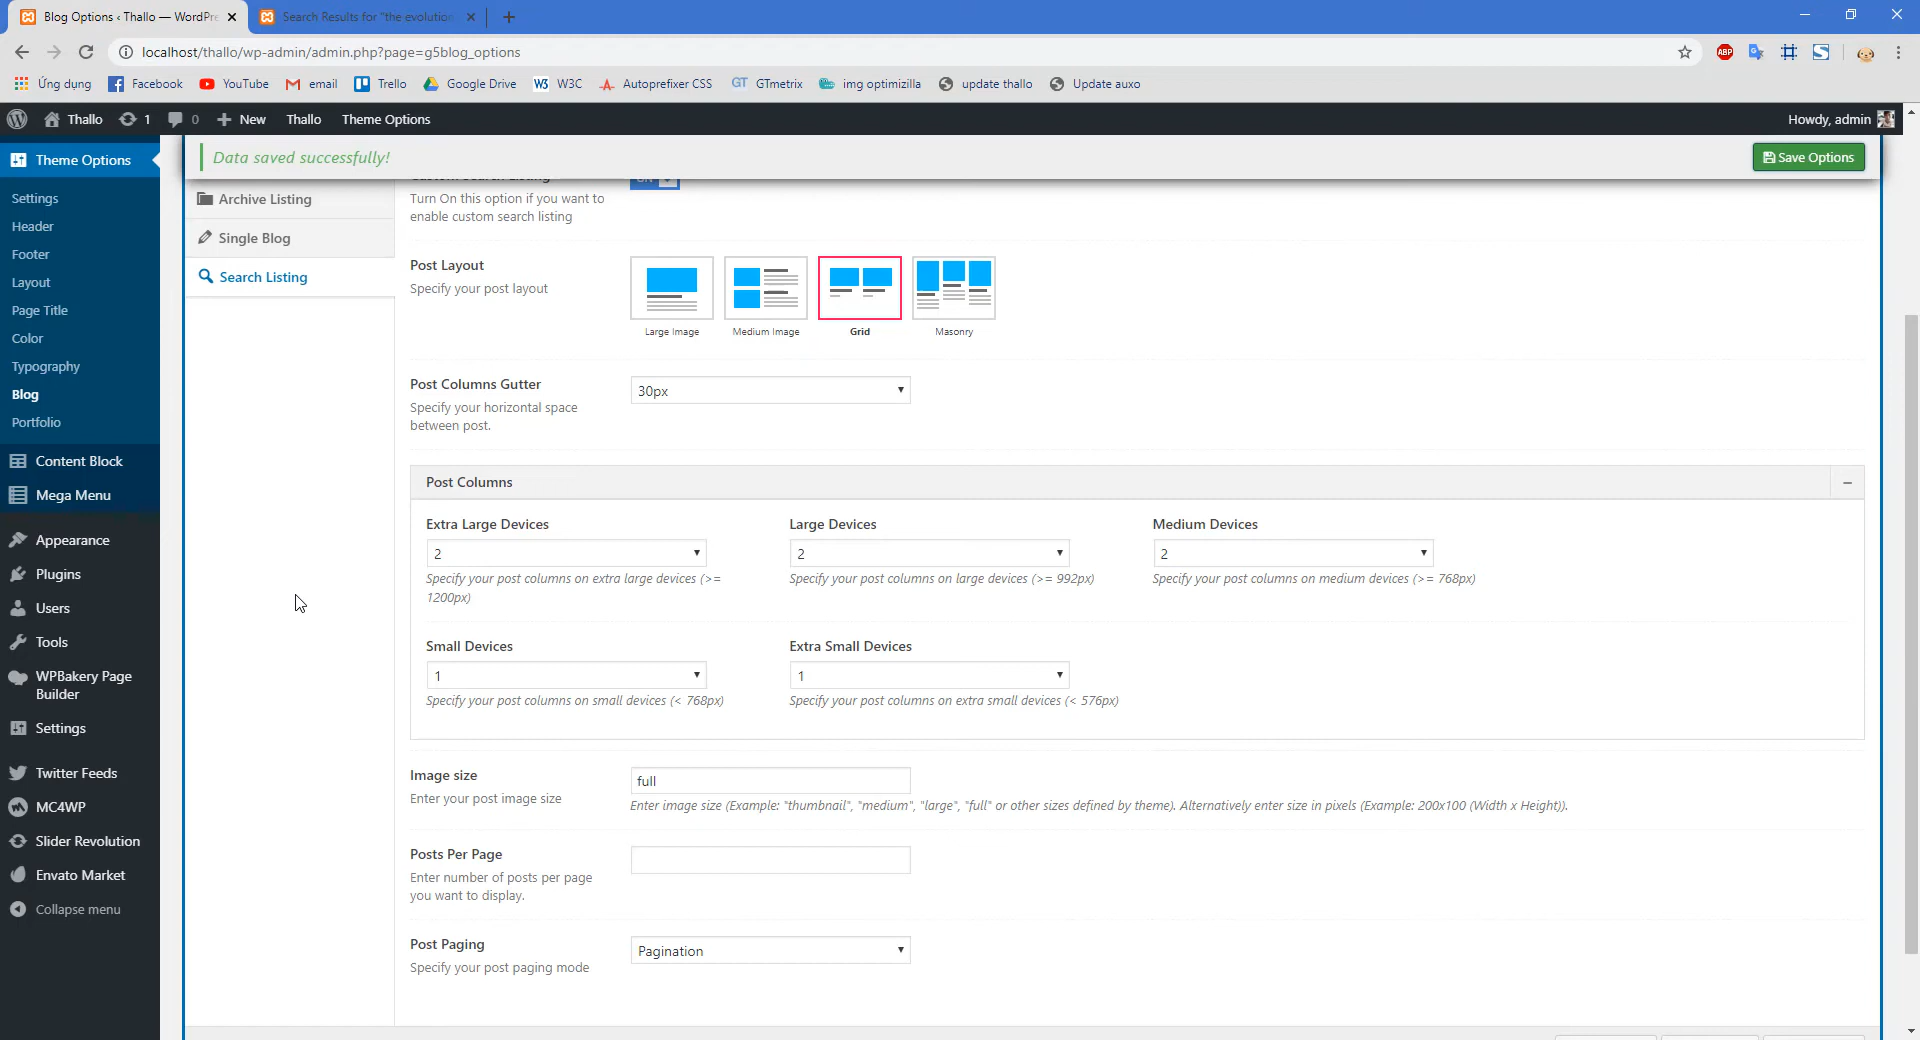 Blog Options ‹ Thallo — WordPre
Search Results for "the evolution
localhost/thallo/wp-admin/admin.php?page=g5blog_options
ABP
Ứng dụng
Facebook
YouTube
email
Trello
Google Drive
W3 W3C
Autoprefixer CSS
GT GTmetrix
img optimizilla
update thallo
Update auxo
Thallo
1
0
New
Thallo
Theme Options
Howdy, admin
Theme Options
Settings
Header
Footer
Layout
Page Title
Color
Typography
Blog
Portfolio
Content Block
Mega Menu
Appearance
Plugins
Users
Tools
WPBakery Page
Builder
Settings
Twitter Feeds
MC4WP
Slider Revolution
Envato Market
Collapse menu
Data saved successfully!
Save Options
Archive Listing
Single Blog
Search Listing
Custom Search Listing
ON
Turn On this option if you want to
enable custom search listing
Post Layout
Specify your post layout
Large Image
Medium Image
Grid
Masonry
Post Columns Gutter
Specify your horizontal space
between post.
30px
Post Columns
Extra Large Devices
2
Specify your post columns on extra large devices (>=
1200px)
Large Devices
2
Specify your post columns on large devices (>= 992px)
Medium Devices
2
Specify your post columns on medium devices (>= 768px)
Small Devices
1
Specify your post columns on small devices (< 768px)
Extra Small Devices
1
Specify your post columns on extra small devices (< 576px)
Image size
Enter your post image size
full
Enter image size (Example: "thumbnail", "medium", "large", "full" or other sizes defined by theme). Alternatively enter size in pixels (Example: 200x100 (Width x Height)).
Posts Per Page
Enter number of posts per page
you want to display.
Post Paging
Specify your post paging mode
Pagination